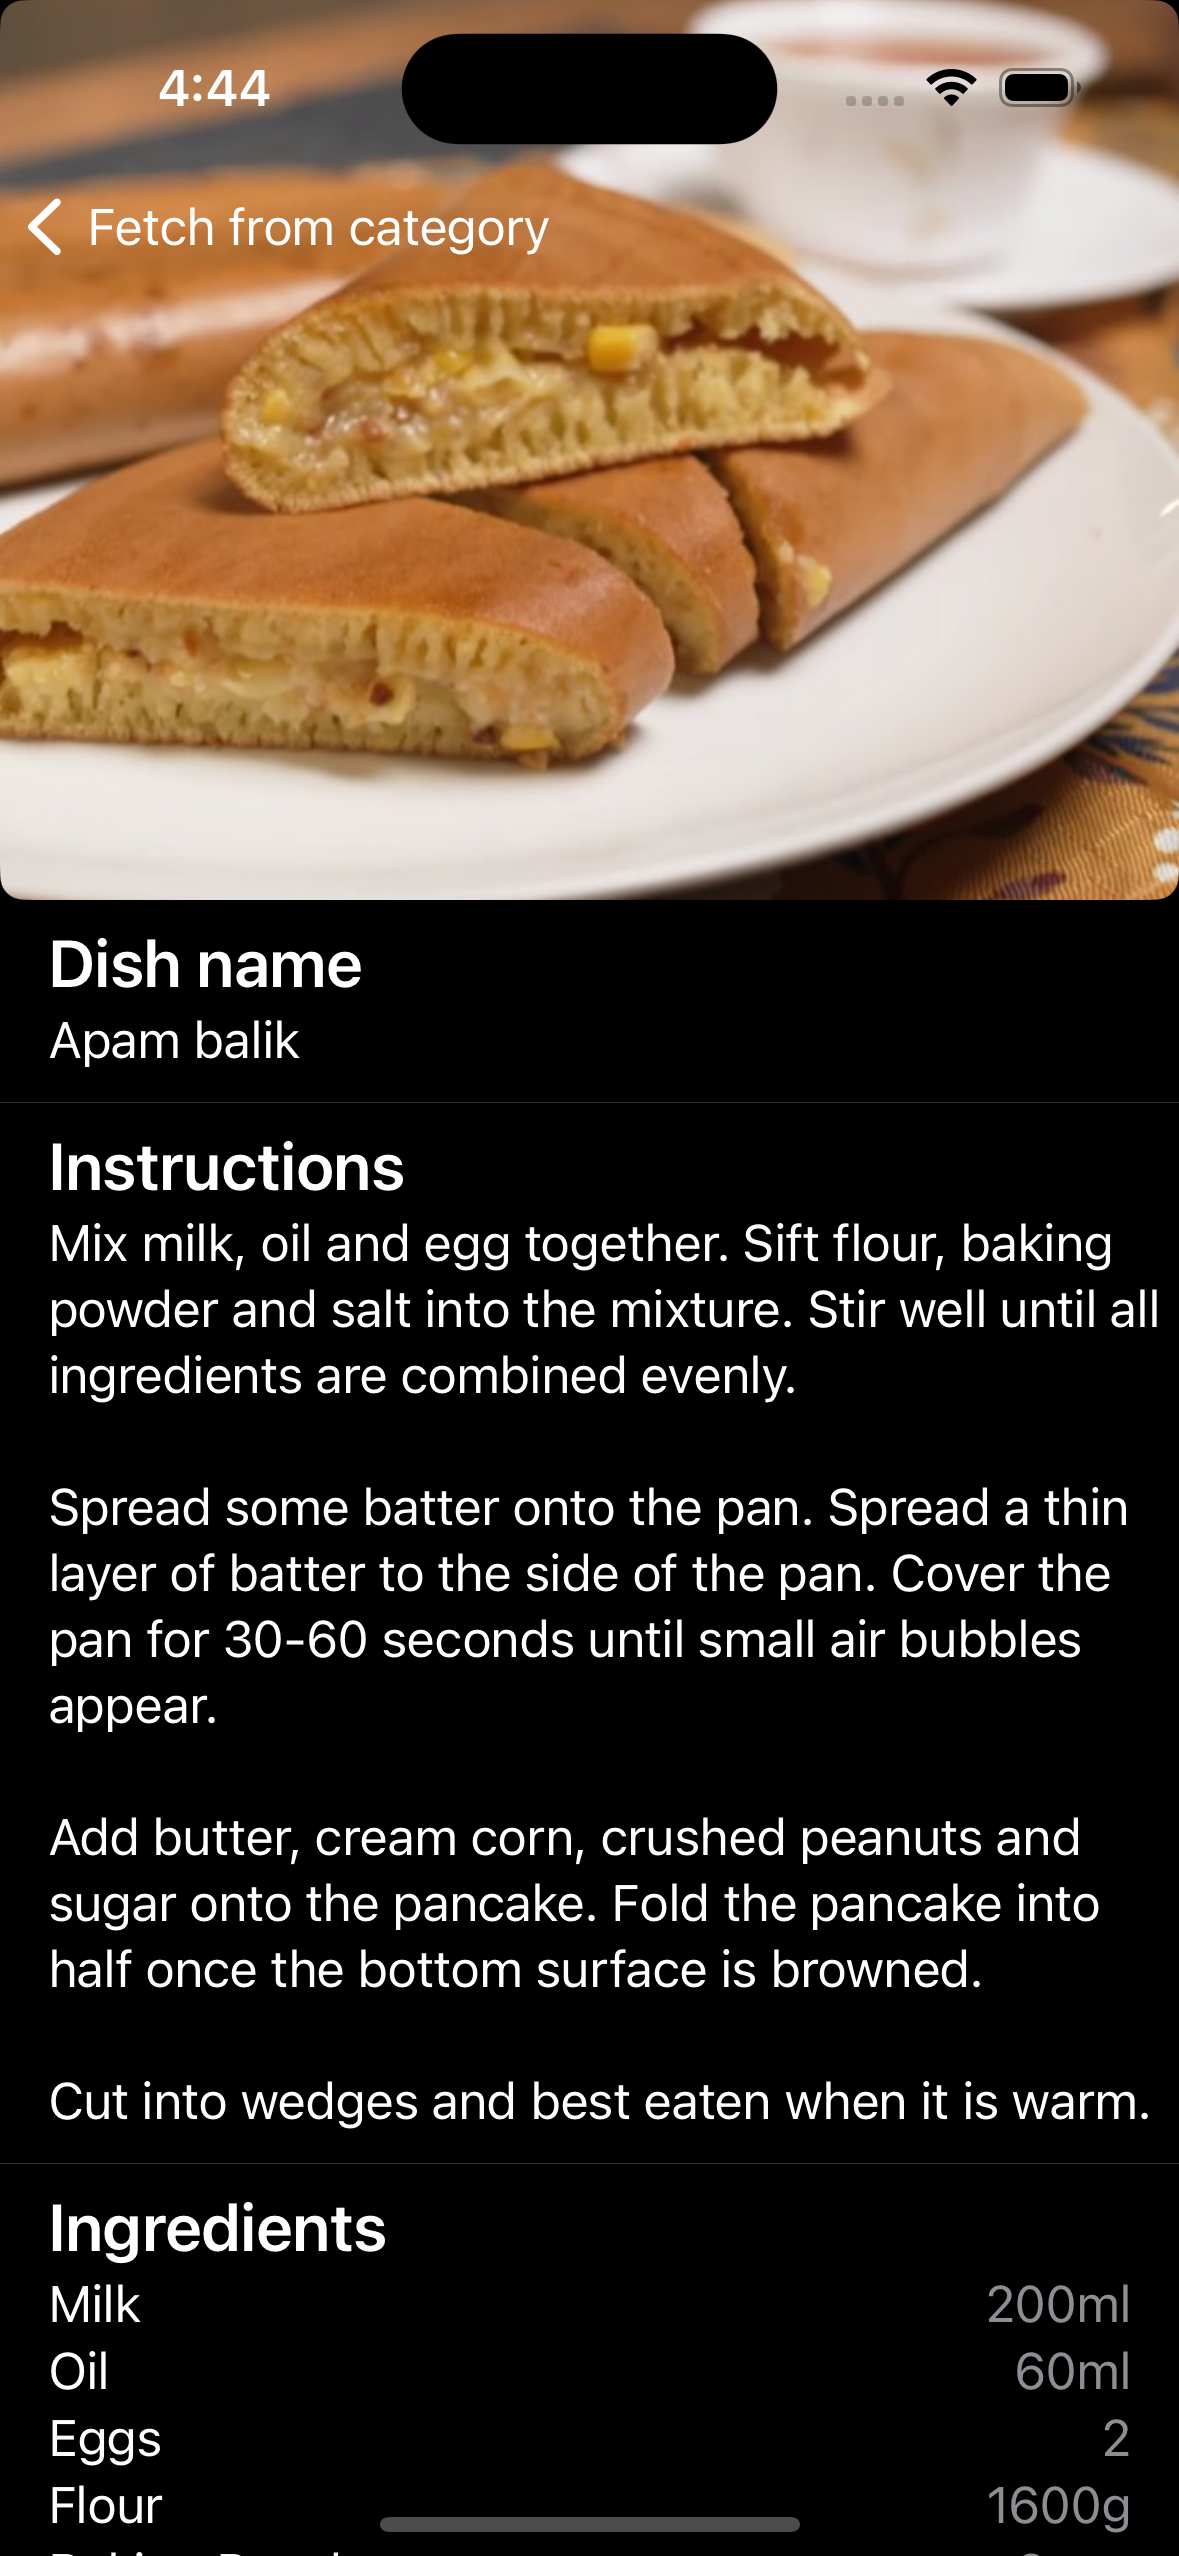 4:44
Fetch from category
Dish name
Apam balik
Instructions
Mix milk, oil and egg together. Sift flour, baking
powder and salt into the mixture. Stir well until all
ingredients are combined evenly.
Spread some batter onto the pan. Spread a thin
layer of batter to the side of the pan. Cover the
pan for 30-60 seconds until small air bubbles
appear.
Add butter, cream corn, crushed peanuts and
sugar onto the pancake. Fold the pancake into
half once the bottom surface is browned.
Cut into wedges and best eaten when it is warm.
Ingredients
Milk 200ml
Oil 60ml
Eggs 2
Flour 1600g